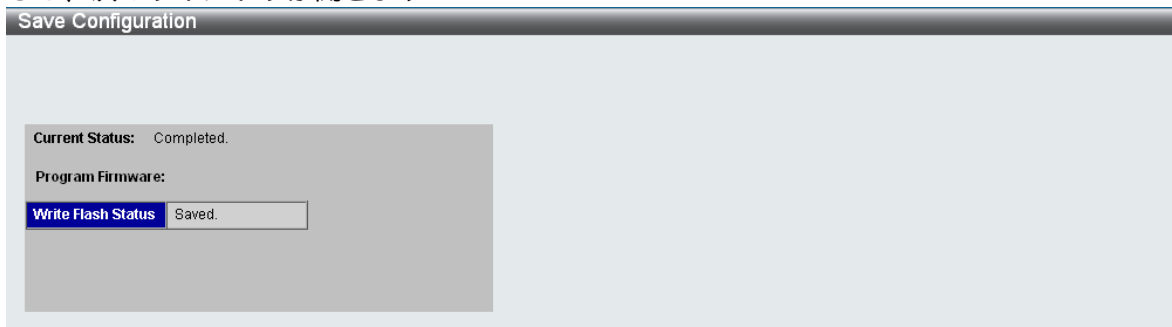 Save Configuration
Current Status: Completed.
Program Firmware:
Write Flash Status Saved.